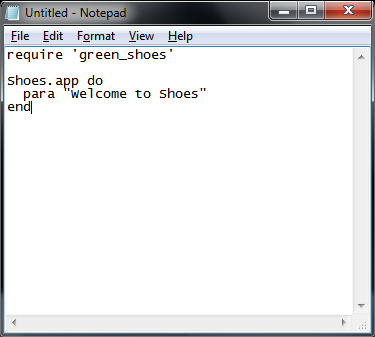 Untitled - Notepad
File Edit Format View Help
require 'green_shoes'
Shoes.app do
  para "Welcome to Shoes"
end